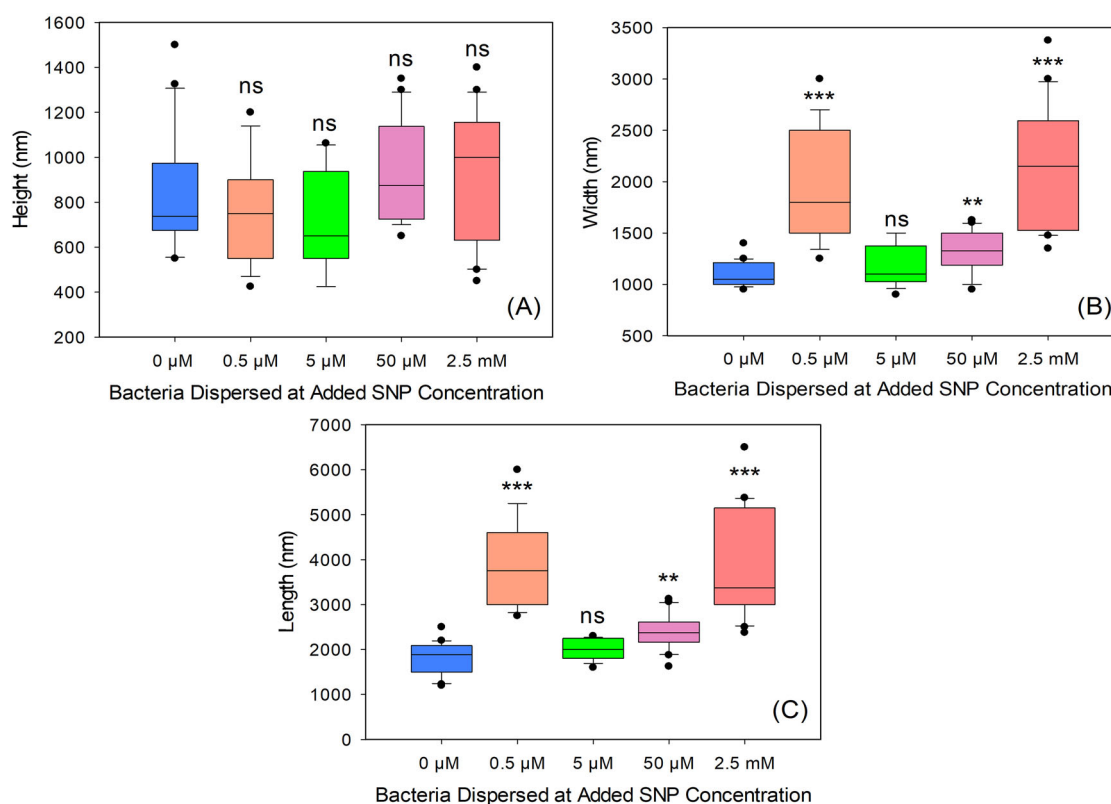 1600
1400
1200
1000
800
600
400
200
Height (nm)
ns
ns
ns
ns
(A)
0 µM
0.5 µM
5 µM
50 µM
2.5 mM
Bacteria Dispersed at Added SNP Concentration
3500
3000
2500
2000
1500
1000
500
Width (nm)
***
ns
**
***
(B)
0 µM
0.5 µM
5 µM
50 µM
2.5 mM
Bacteria Dispersed at Added SNP Concentration
7000
6000
5000
4000
3000
2000
1000
0
Length (nm)
***
ns
**
***
(C)
0 µM
0.5 µM
5 µM
50 µM
2.5 mM
Bacteria Dispersed at Added SNP Concentration